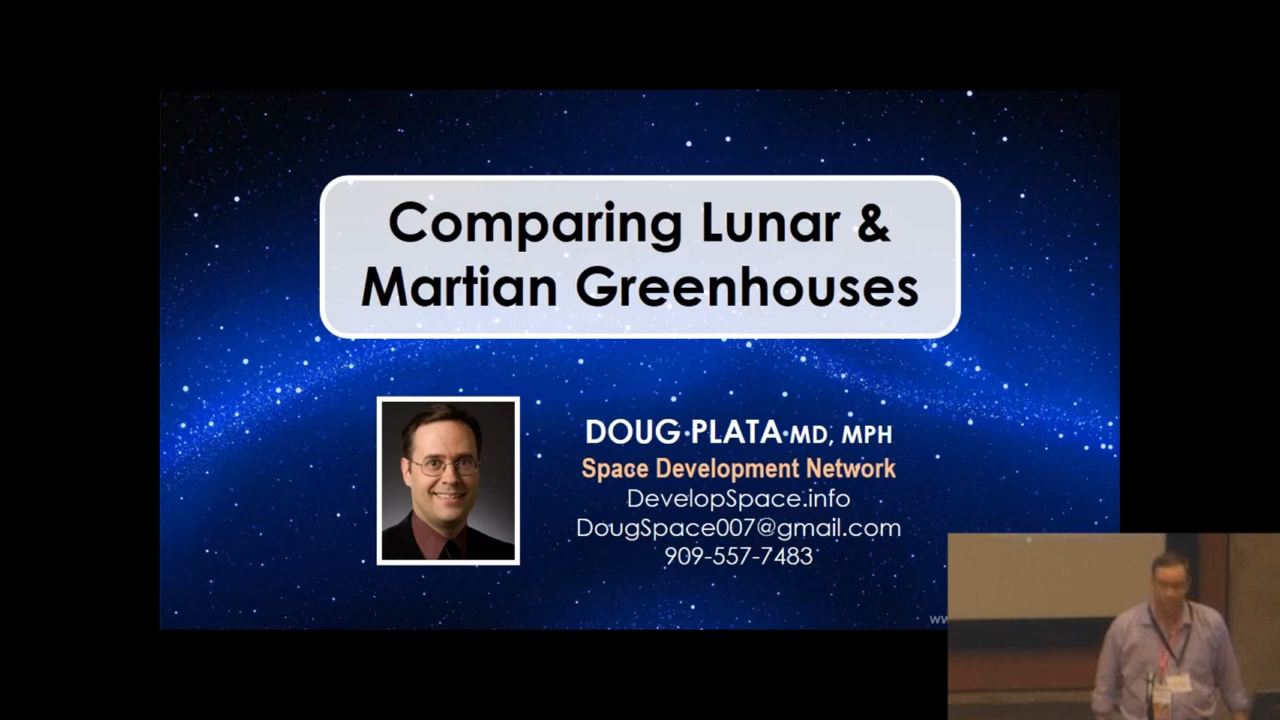 Comparing Lunar &
Martian Greenhouses
DOUG PLATA MD, MPH
Space Development Network
DevelopSpace.info
DougSpace007@gmail.com
909-557-7483